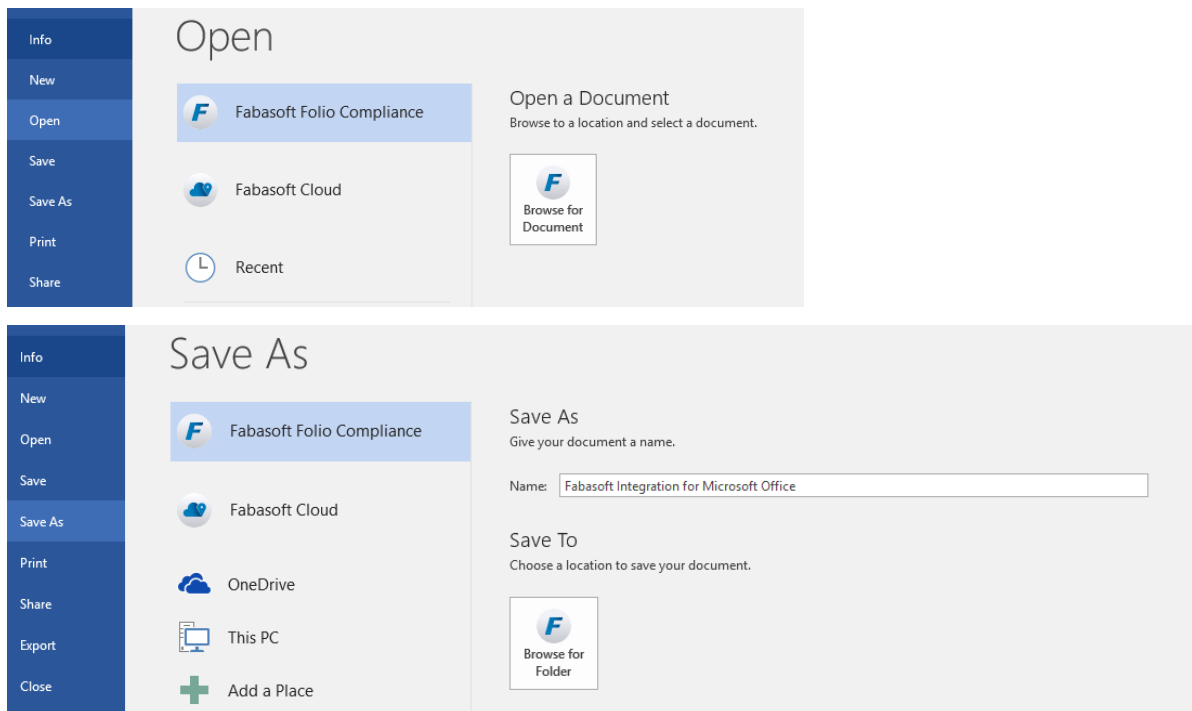 Info
New
Open
Save
Save As
Print
Share
Open
Fabasoft Folio Compliance
Fabasoft Cloud
Recent
Open a Document
Browse to a location and select a document.
Browse for
Document
Info
New
Open
Save
Save As
Print
Share
Export
Close
Save As
Fabasoft Folio Compliance
Fabasoft Cloud
OneDrive
This PC
Add a Place
Save As
Give your document a name.
Name: Fabasoft Integration for Microsoft Office
Save To
Choose a location to save your document.
Browse for
Folder